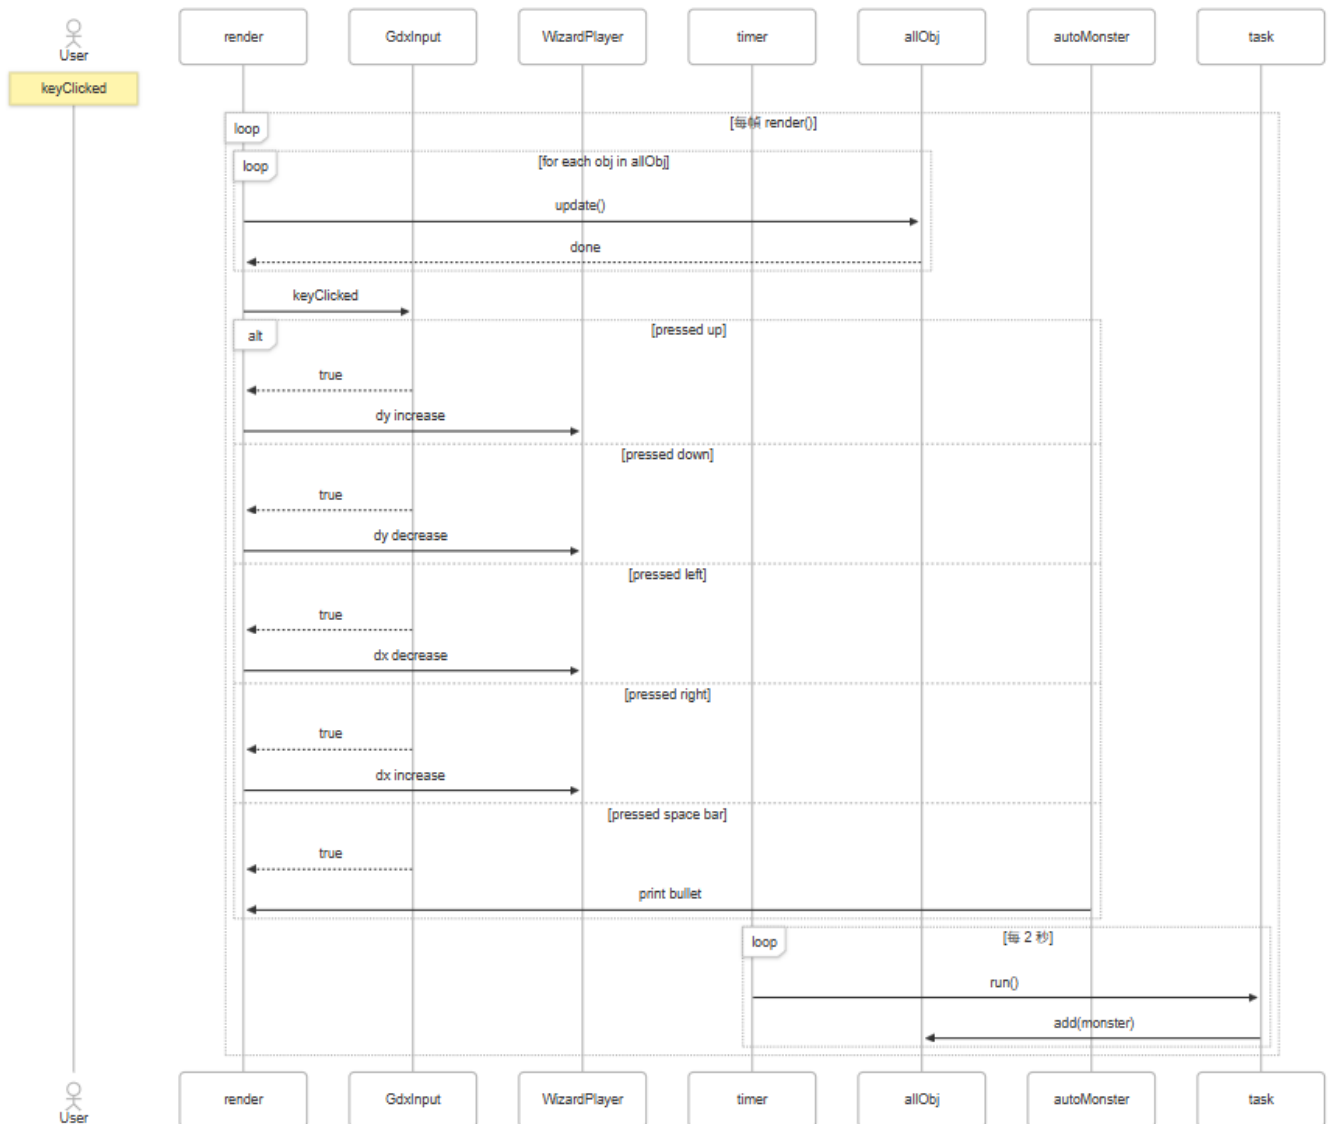 User
render
GdxInput
WizardPlayer
timer
allObj
autoMonster
task
keyClicked
loop
[每幀 render()]
loop
[for each obj in allObj]
update()
done
keyClicked
alt
[pressed up]
true
dy increase
[pressed down]
true
dy decrease
[pressed left]
true
dx decrease
[pressed right]
true
dx increase
[pressed space bar]
true
print bullet
loop
[每 2 秒]
run()
add(monster)
User
render
GdxInput
WizardPlayer
timer
allObj
autoMonster
task